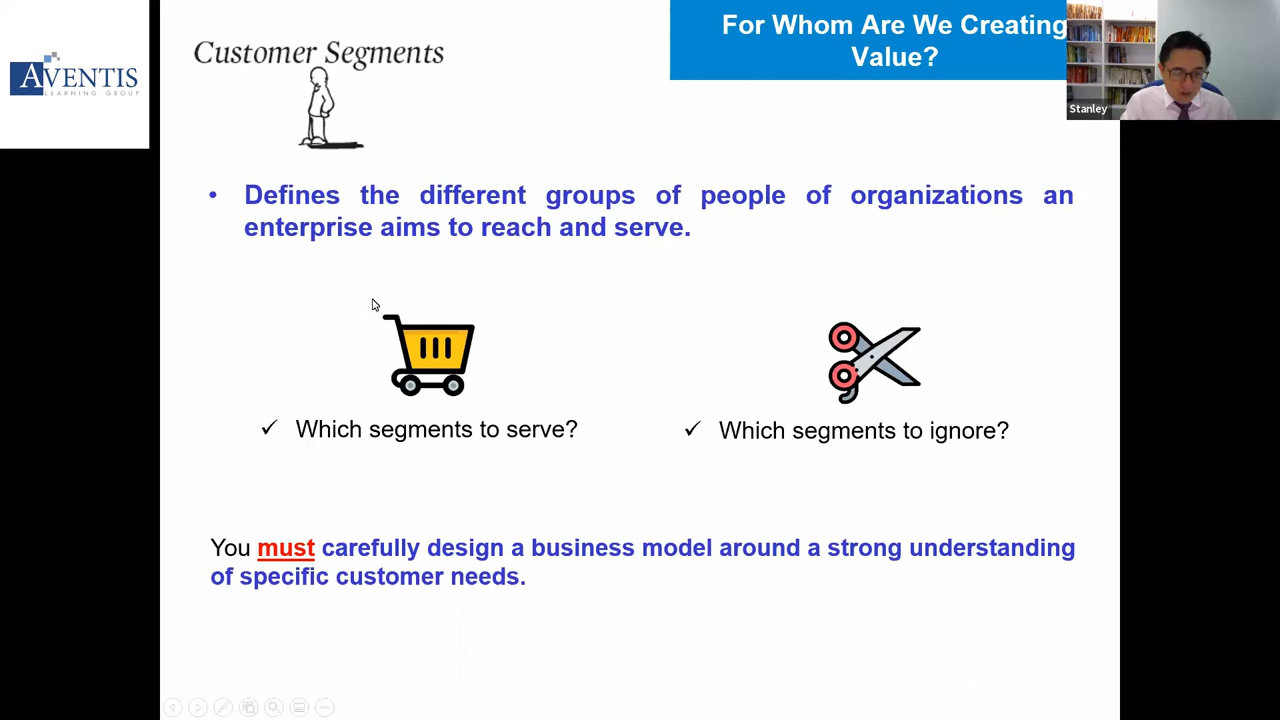 AVENTIS
LEARNING GROUP
Customer Segments
For Whom Are We Creating
Value?
Stanley
• Defines the different groups of people of organizations an
enterprise aims to reach and serve.
✓ Which segments to serve?
✓ Which segments to ignore?
You must carefully design a business model around a strong understanding
of specific customer needs.